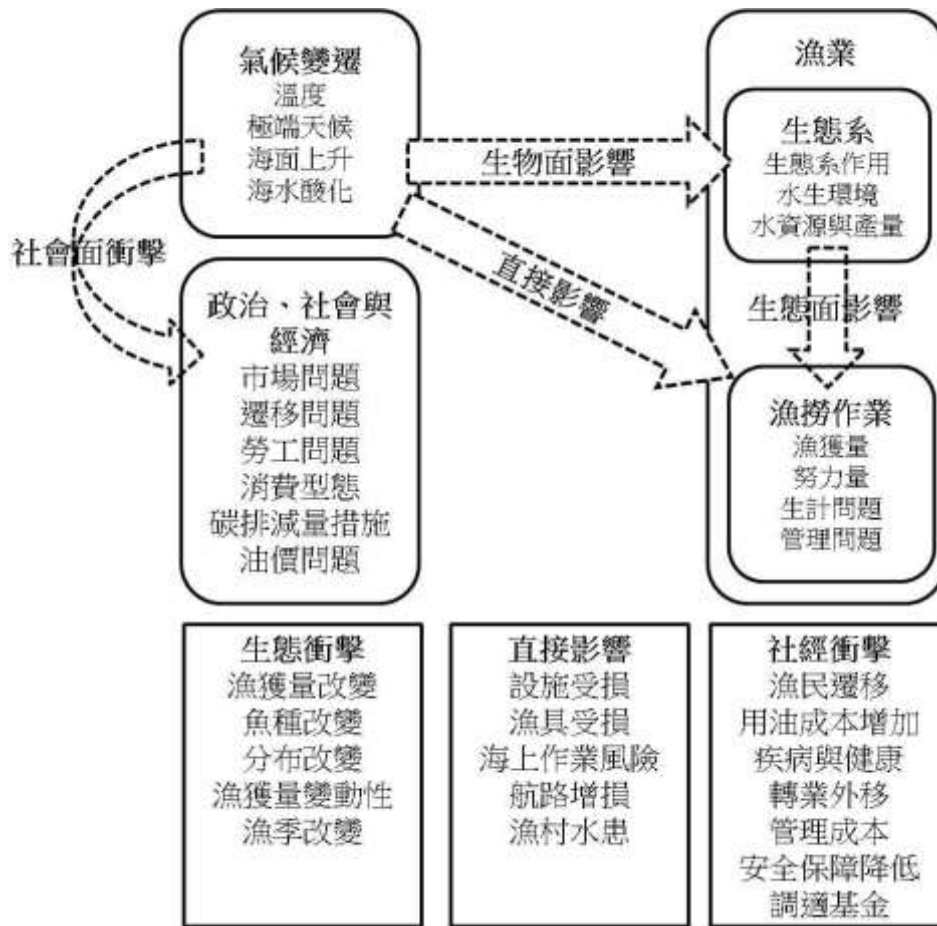 氣候變遷
溫度
極端天候
海面上升
海水酸化
社會面衝擊
政治、社會與
經濟
市場問題
遷移問題
勞工問題
消費型態
碳排減量措施
油價問題
生物面影響
直接影響
漁業
生態系
生態系作用
水生環境
水資源與產量
生態面影響
漁撈作業
漁獲量
努力量
生計問題
管理問題
生態衝擊
漁獲量改變
魚種改變
分布改變
漁獲量變動性
漁季改變
直接影響
設施受損
漁具受損
海上作業風險
航路增損
漁村水患
社經衝擊
漁民遷移
用油成本增加
疾病與健康
轉業外移
管理成本
安全保障降低
調適基金